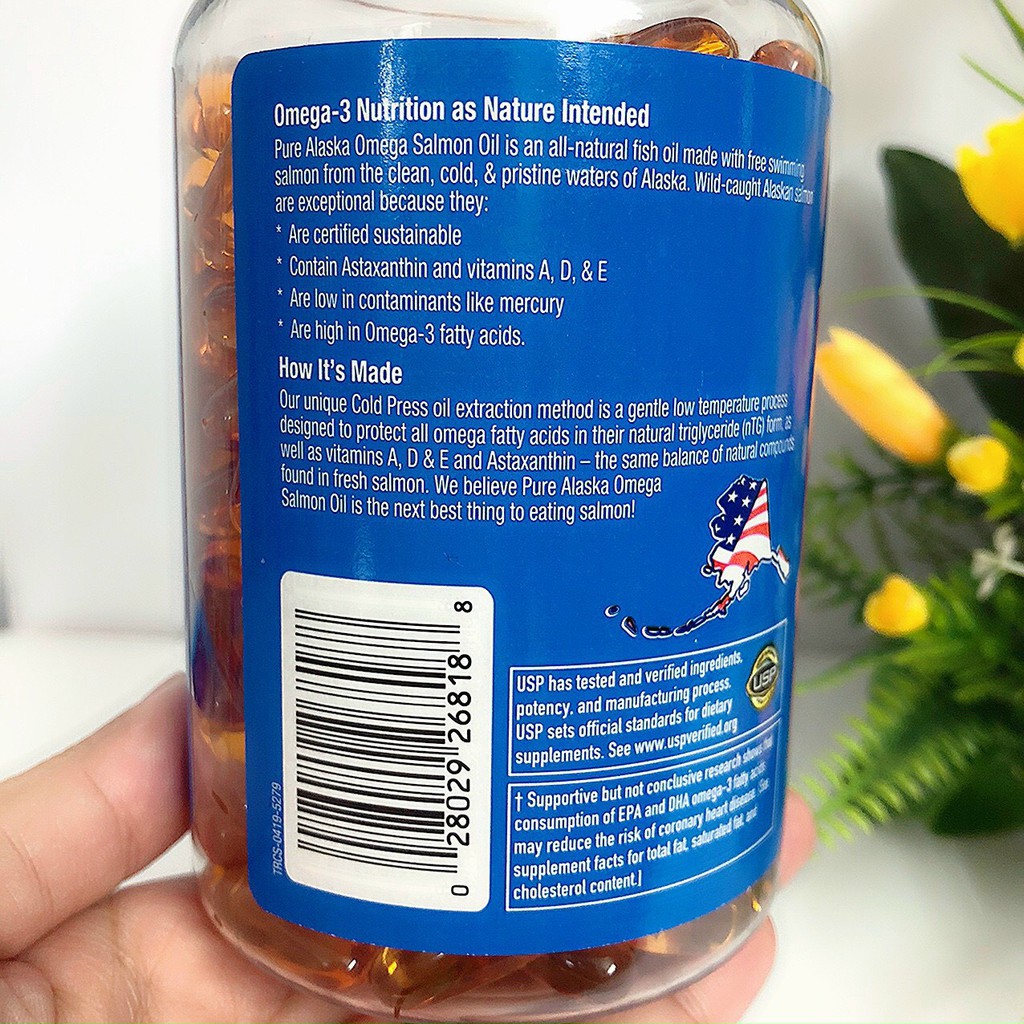 Omega-3 Nutrition as Nature Intended
Pure Alaska Omega Salmon Oil is an all-natural fish oil made with free swimming
salmon from the clean, cold, & pristine waters of Alaska. Wild-caught Alaskan salmon
are exceptional because they:
* Are certified sustainable
* Contain Astaxanthin and vitamins A, D, & E
* Are low in contaminants like mercury
* Are high in Omega-3 fatty acids.
How It's Made
Our unique Cold Press oil extraction method is a gentle low temperature process
designed to protect all omega fatty acids in their natural triglyceride (nTG) form, as
well as vitamins A, D & E and Astaxanthin – the same balance of natural compounds
found in fresh salmon. We believe Pure Alaska Omega
Salmon Oil is the next best thing to eating salmon!
TRCS-0419-5279
0 28029 26818 8
USP has tested and verified ingredients,
potency. and manufacturing process.
USP sets official standards for dietary
supplements. See www.uspverified.org
USP
† Supportive but not conclusive research shows that
consumption of EPA and DHA omega-3 fatty acids
may reduce the risk of coronary heart disease. See
supplement facts for total fat, saturated fat, and
cholesterol content.]